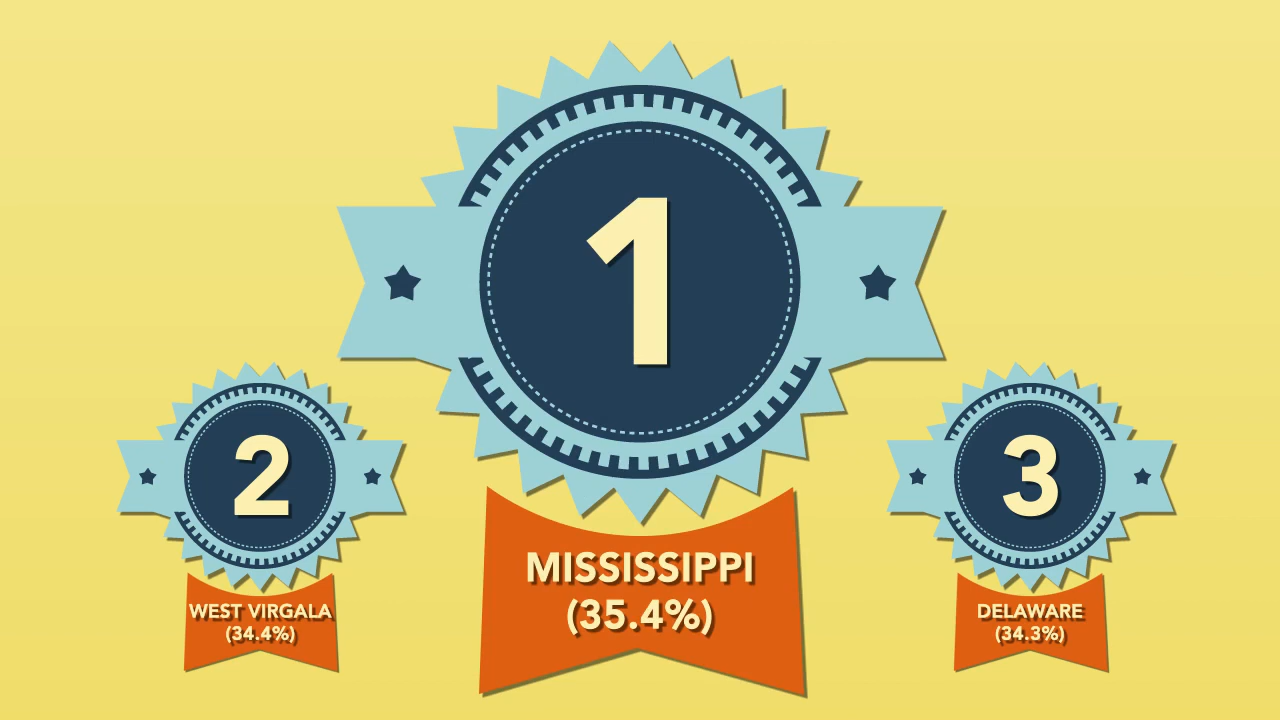 1
MISSISSIPPI
(35.4%)
2
WEST VIRGALA
(34.4%)
3
DELAWARE
(34.3%)